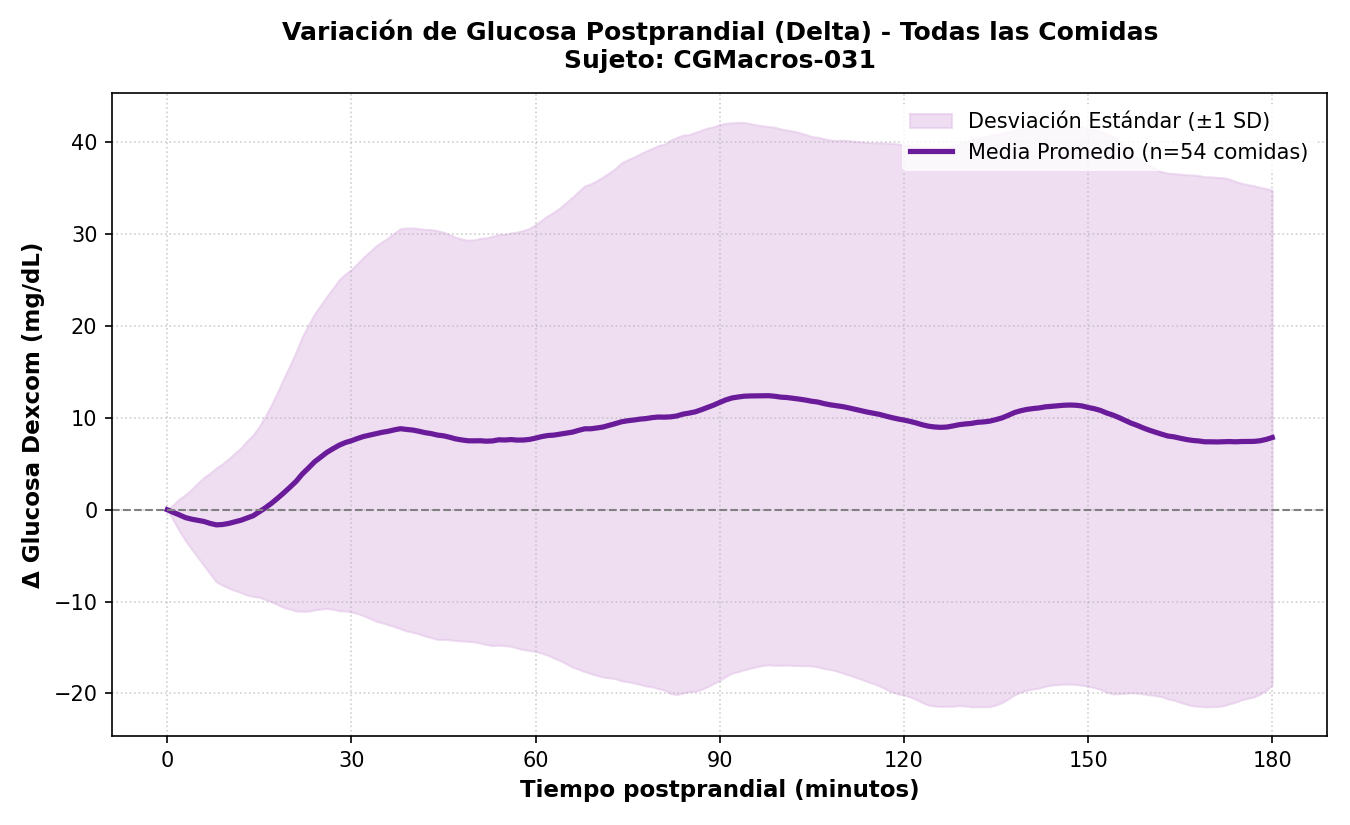 Variación de Glucosa Postprandial (Delta) - Todas las Comidas
Sujeto: CGMacros-031
Desviación Estándar (±1 SD)
Media Promedio (n=54 comidas)
Δ Glucosa Dexcom (mg/dL)
40
30
20
10
0
−10
−20
0
30
60
90
120
150
180
Tiempo postprandial (minutos)